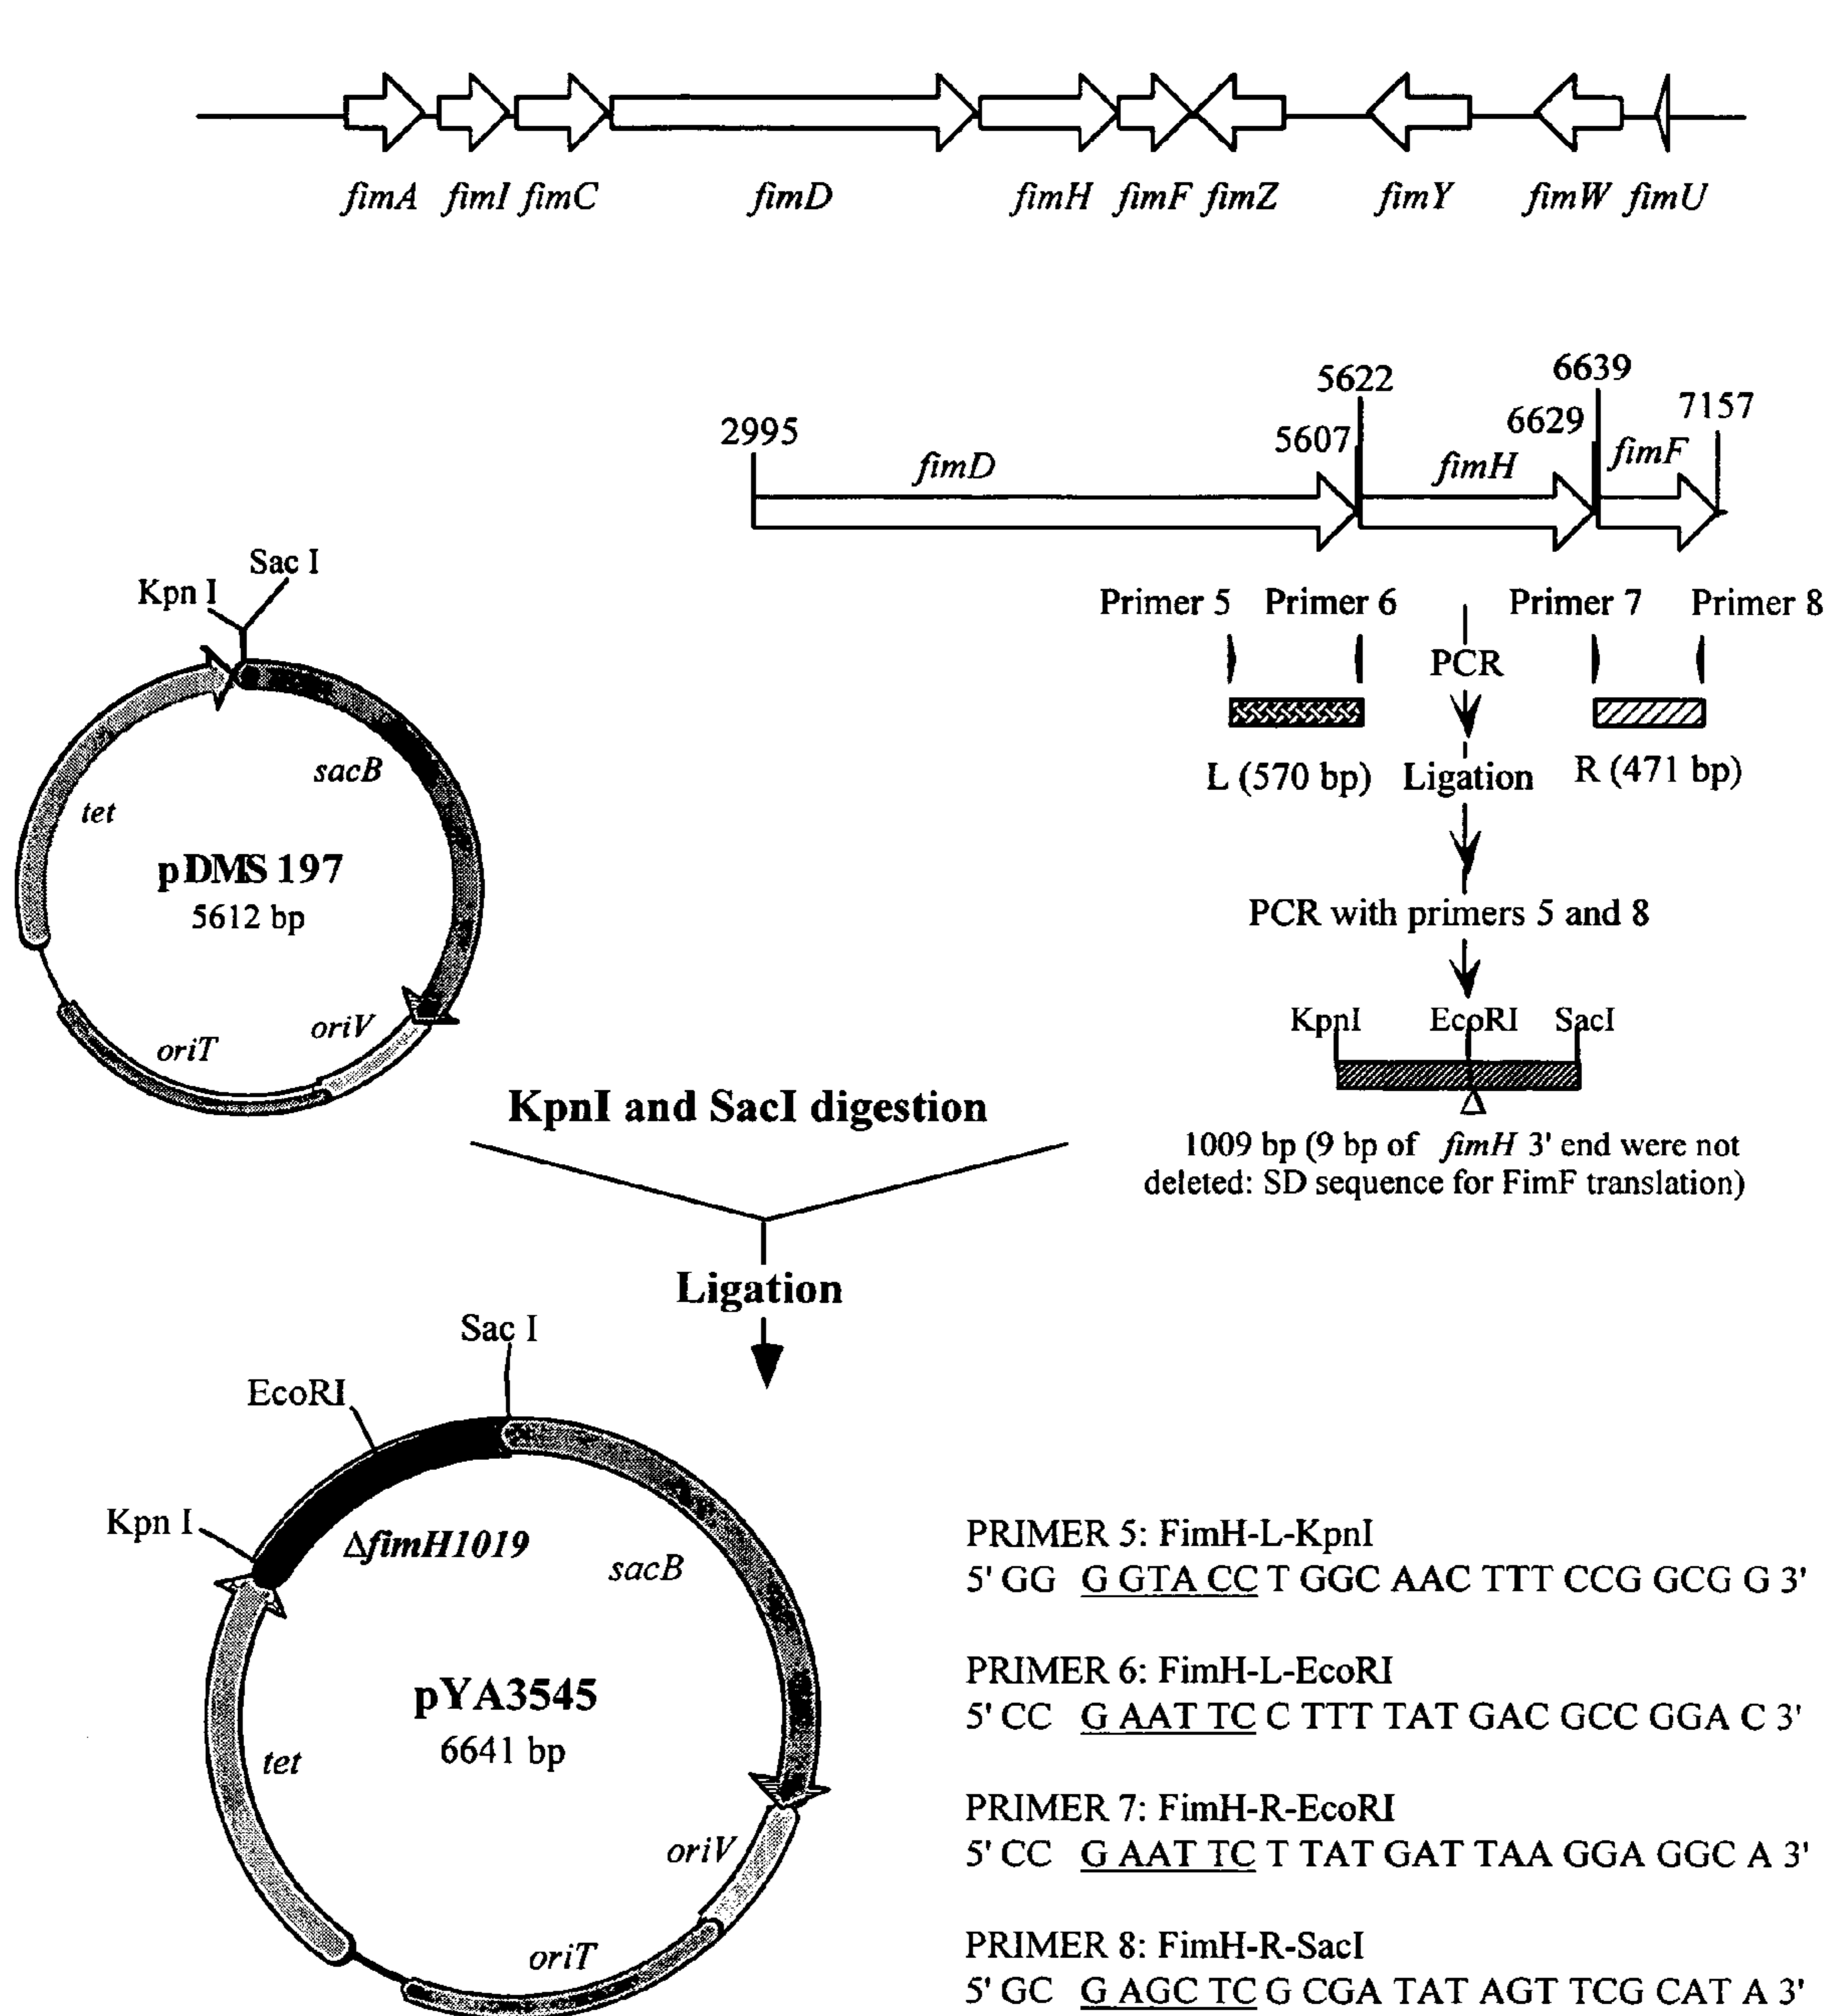 fimA fimI fimC fimD fimH fimF fimZ fimY fimW fimU
2995 5607 5622 6629 6639 7157
fimD fimH fimF
Primer 5 Primer 6 Primer 7 Primer 8
PCR
L (570 bp) Ligation R (471 bp)
PCR with primers 5 and 8
KpnI EcoRI SacI
Δ
1009 bp (9 bp of fimH 3' end were not
deleted: SD sequence for FimF translation)
Kpn I Sac I
sacB
tet
pDMS 197
5612 bp
oriV
oriT
KpnI and SacI digestion
Ligation
Sac I
EcoRI
Kpn I
ΔfimH1019
sacB
pYA3545
6641 bp
tet
oriV
oriT
PRIMER 5: FimH-L-KpnI
5' GG G GTA CC T GGC AAC TTT CCG GCG G 3'
PRIMER 6: FimH-L-EcoRI
5' CC G AAT TC C TTT TAT GAC GCC GGA C 3'
PRIMER 7: FimH-R-EcoRI
5' CC G AAT TC T TAT GAT TAA GGA GGC A 3'
PRIMER 8: FimH-R-SacI
5' GC G AGC TC G CGA TAT AGT TCG CAT A 3'